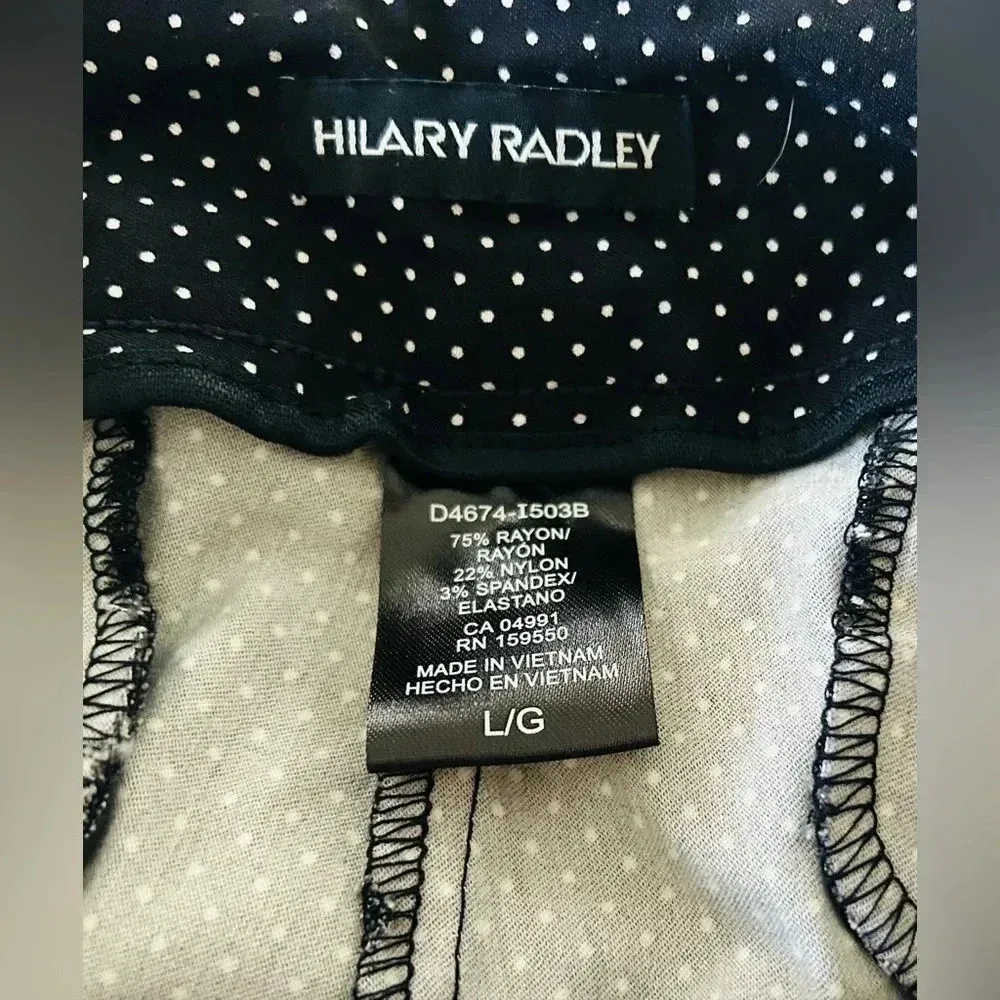 HILARY RADLEY
D4674-I503B
75% RAYON/
RAYÓN
22% NYLON
3% SPANDEX/
ELASTANO
CA 04991
RN 159550
MADE IN VIETNAM
HECHO EN VIETNAM
L/G